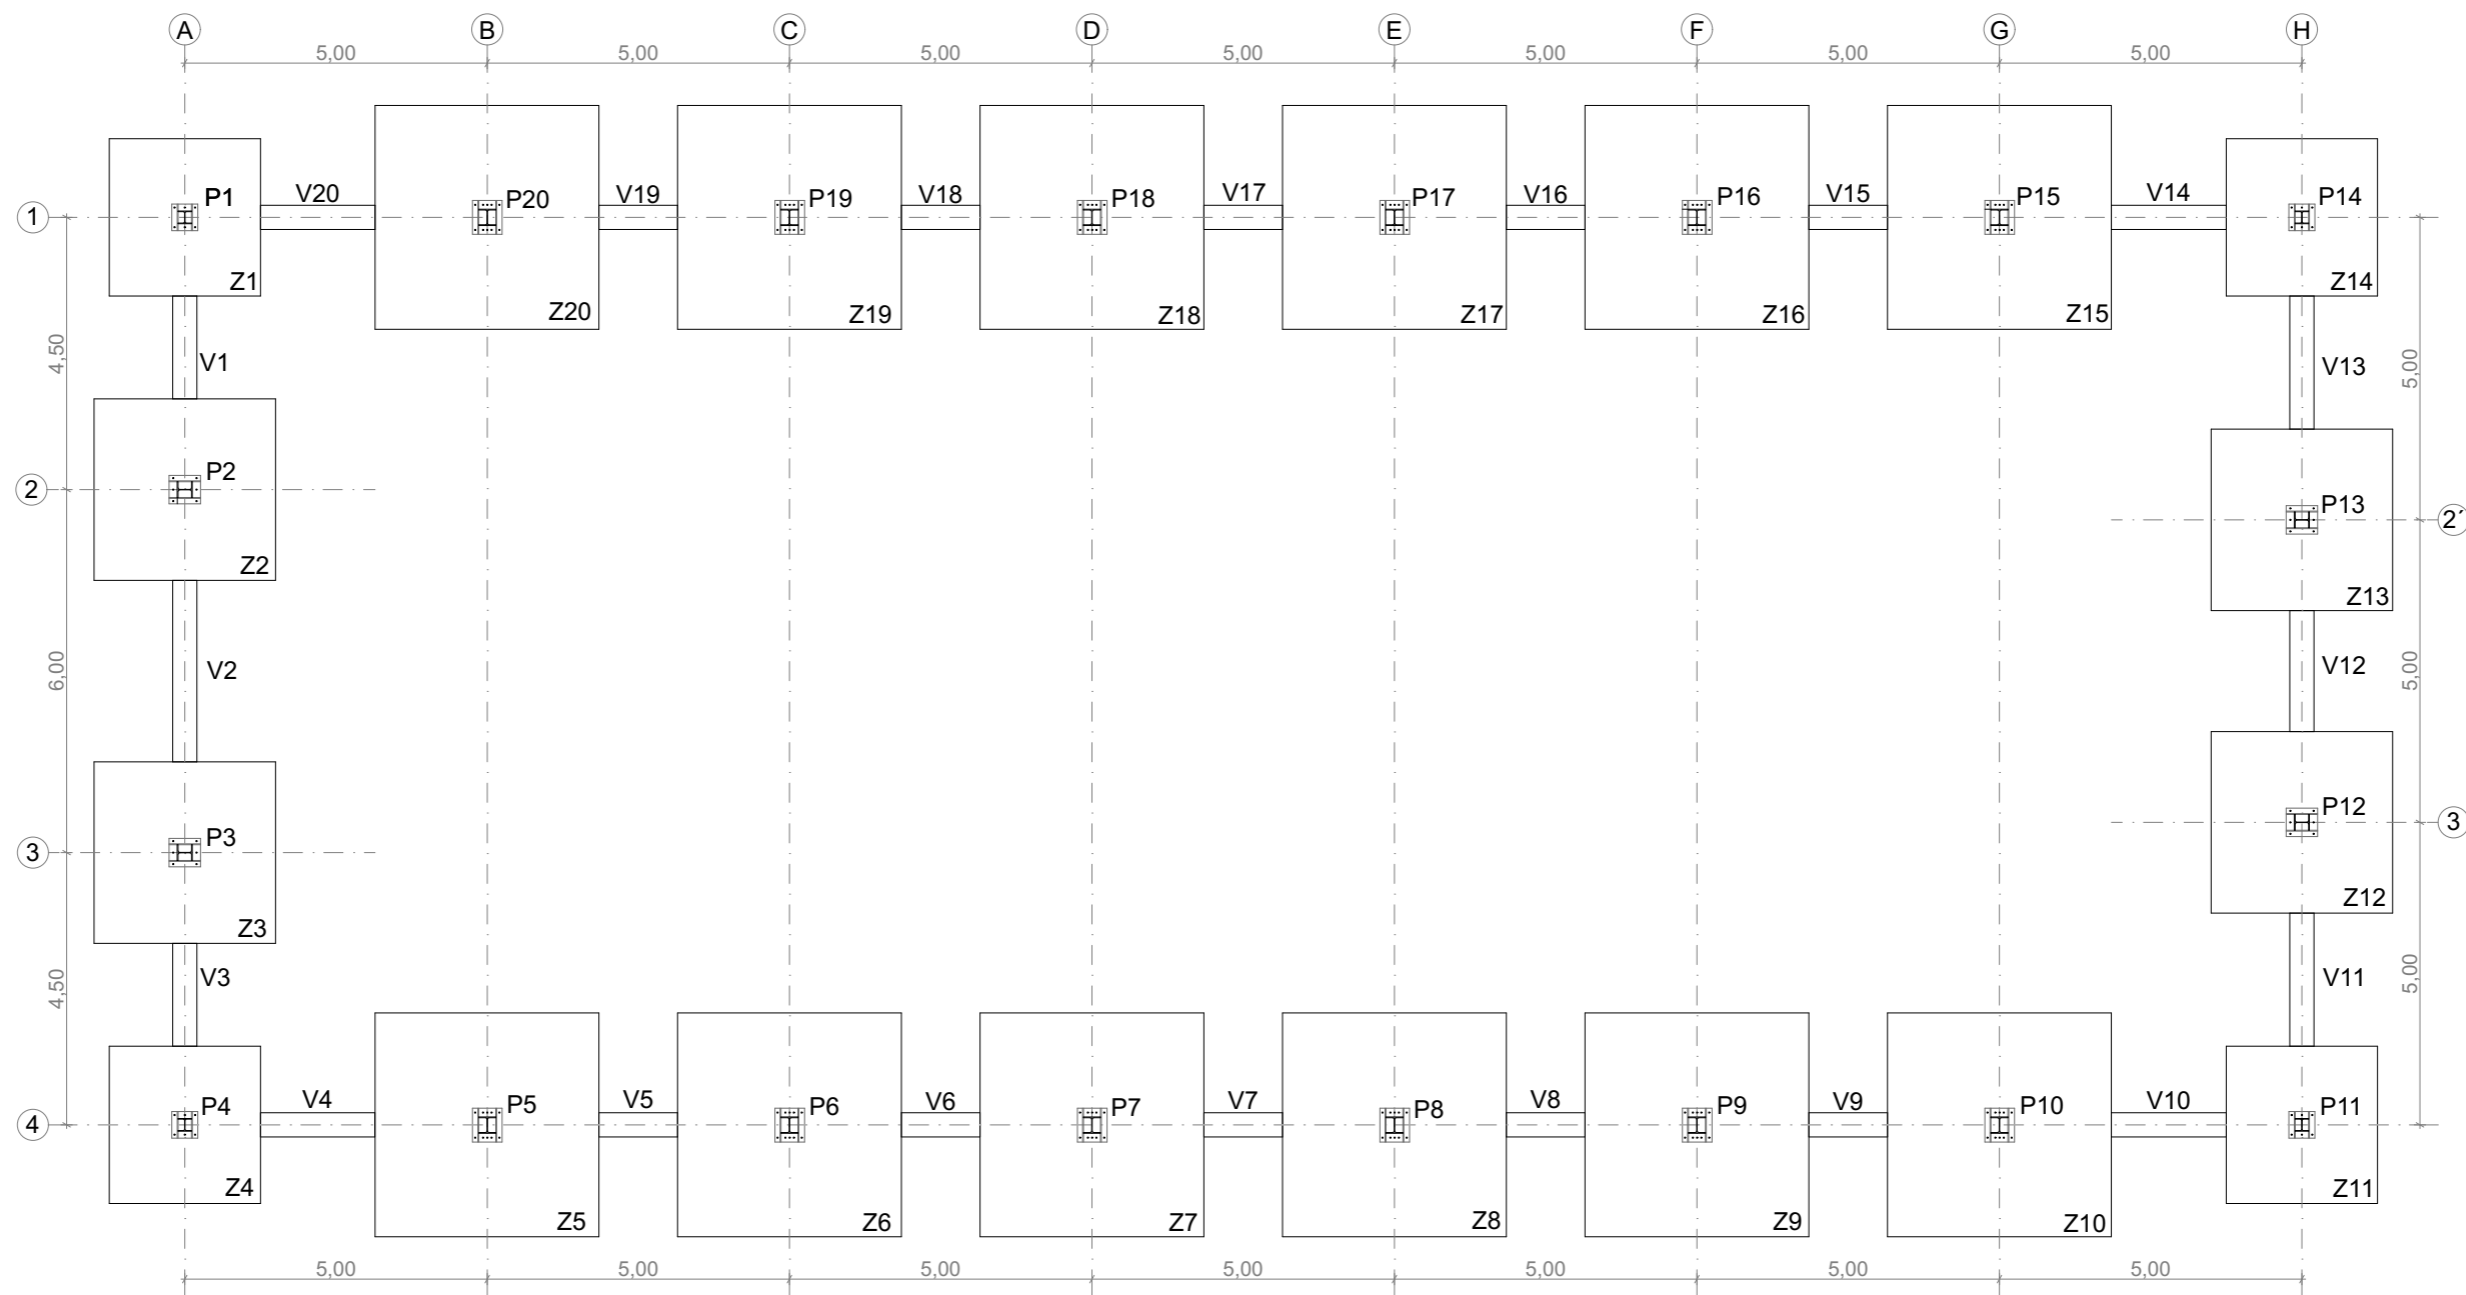 A B C D E F G H
5,00 5,00 5,00 5,00 5,00 5,00 5,00
P1 V20 P20 V19 P19 V18 P18 V17 P17 V16 P16 V15 P15 V14 P14
1
Z1 Z20 Z19 Z18 Z17 Z16 Z15 Z14
4,50 V1 V13 5,00
2 P2 P13 2´
Z2 Z13
6,00 V2 V12 5,00
3 P3 P12 3
Z3 Z12
4,50 V3 V11 5,00
4 P4 V4 P5 V5 P6 V6 P7 V7 P8 V8 P9 V9 P10 V10 P11
Z4 Z5 Z6 Z7 Z8 Z9 Z10 Z11
5,00 5,00 5,00 5,00 5,00 5,00 5,00